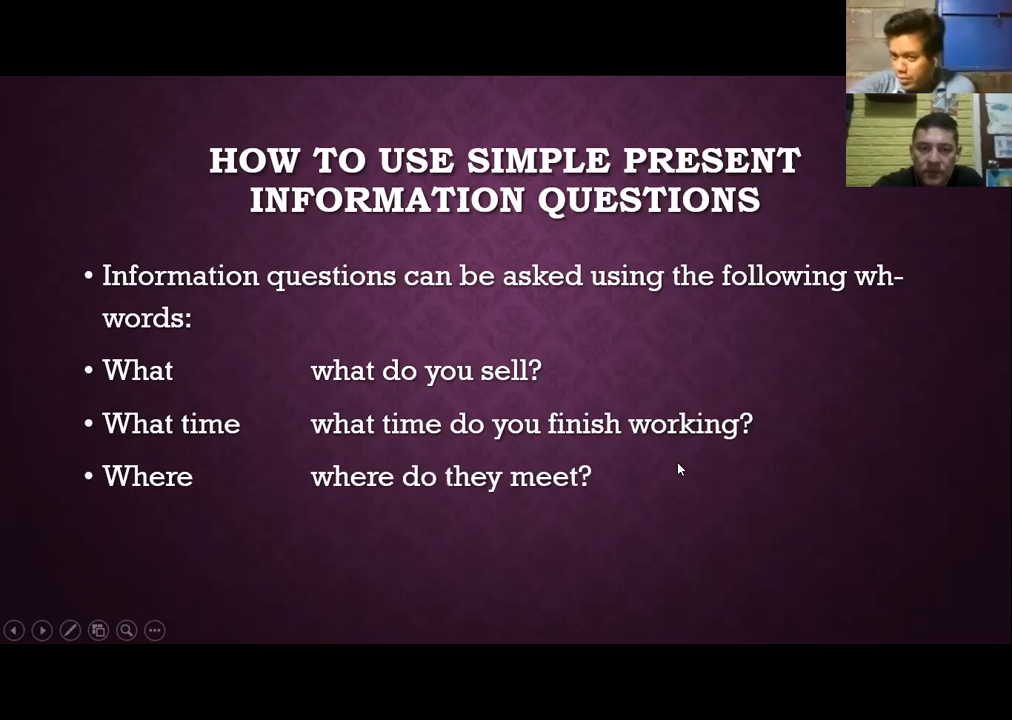 HOW TO USE SIMPLE PRESENT
INFORMATION QUESTIONS
• Information questions can be asked using the following wh-
words:
• What what do you sell?
• What time what time do you finish working?
• Where where do they meet?